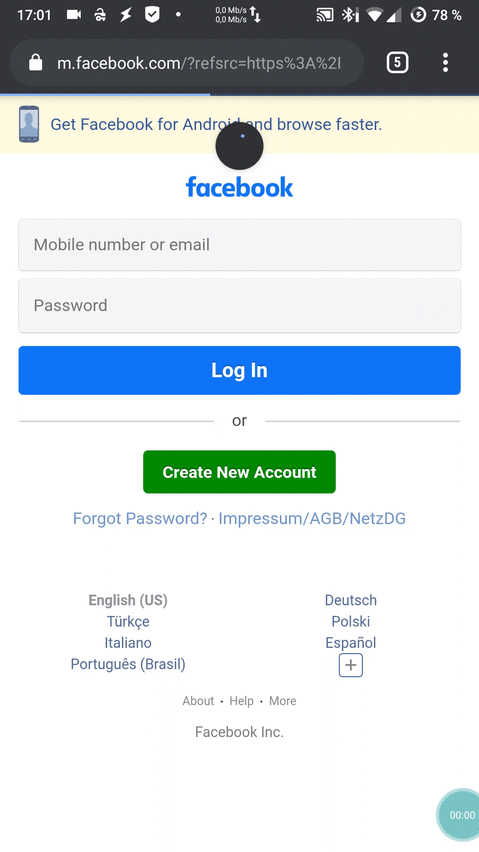 17:01 0,0 Mb/s 78 %
0,0 Mb/s
m.facebook.com/?refsrc=https%3A%2I 5
Get Facebook for Android and browse faster.
facebook
Mobile number or email
Password
Log In
or
Create New Account
Forgot Password? · Impressum/AGB/NetzDG
English (US) Deutsch
Türkçe Polski
Italiano Español
Português (Brasil) +
About · Help · More
Facebook Inc.
00:00